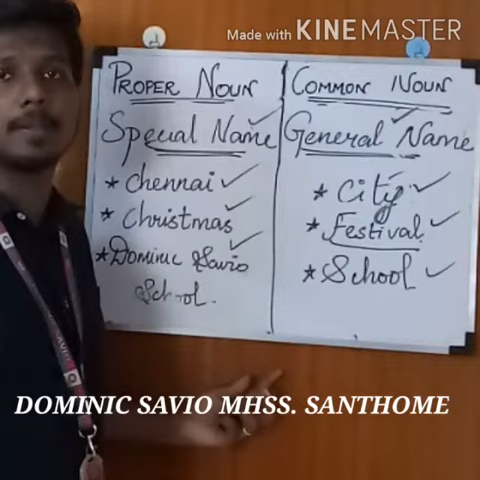 Made with KINEMASTER
PROPER NOUN
Special Name
* Chennai
* Christmas
* Dominic Savio
School.
COMMON NOUN
General Name
* City
* Festival
* School
DOMINIC SAVIO MHSS. SANTHOME